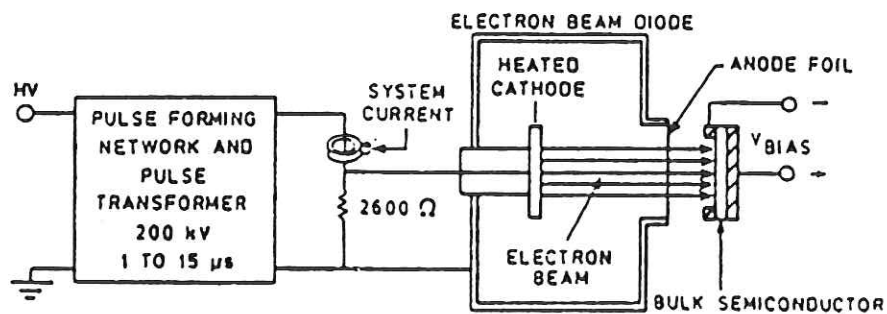 ELECTRON BEAM DIODE
HV
PULSE FORMING
NETWORK AND
PULSE
TRANSFORMER
200 kV
1 TO 15 µs
SYSTEM
CURRENT
2600 Ω
HEATED
CATHODE
ANODE FOIL
V BIAS
ELECTRON
BEAM
BULK SEMICONDUCTOR